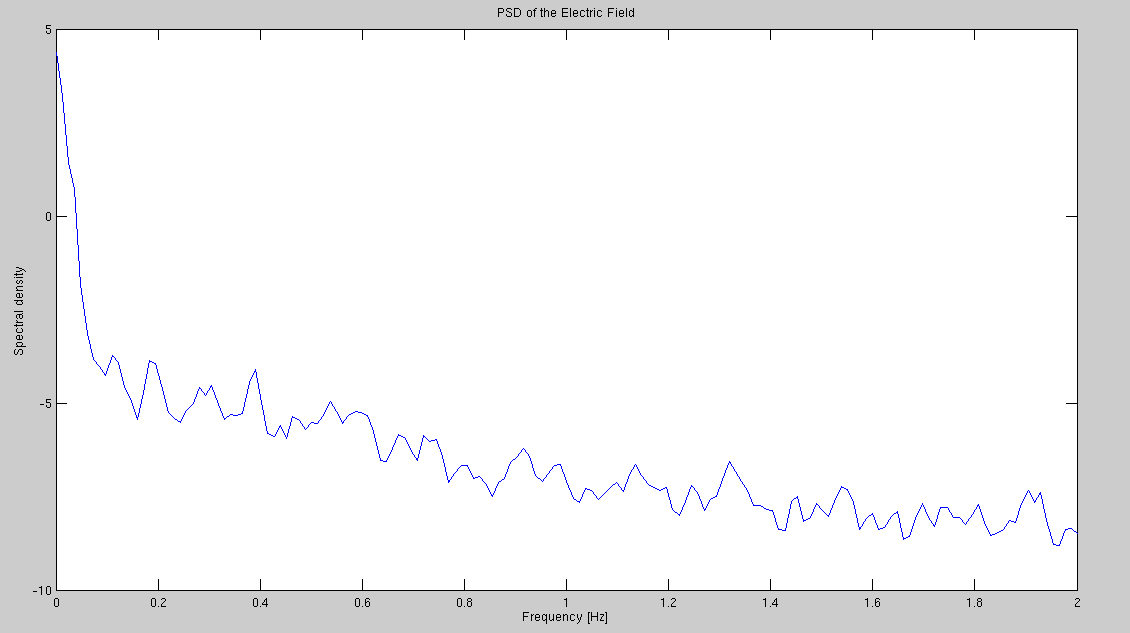 PSD of the Electric Field
5
0
-5
-10
Spectral density
0 0.2 0.4 0.6 0.8 1 1.2 1.4 1.6 1.8 2
Frequency [Hz]